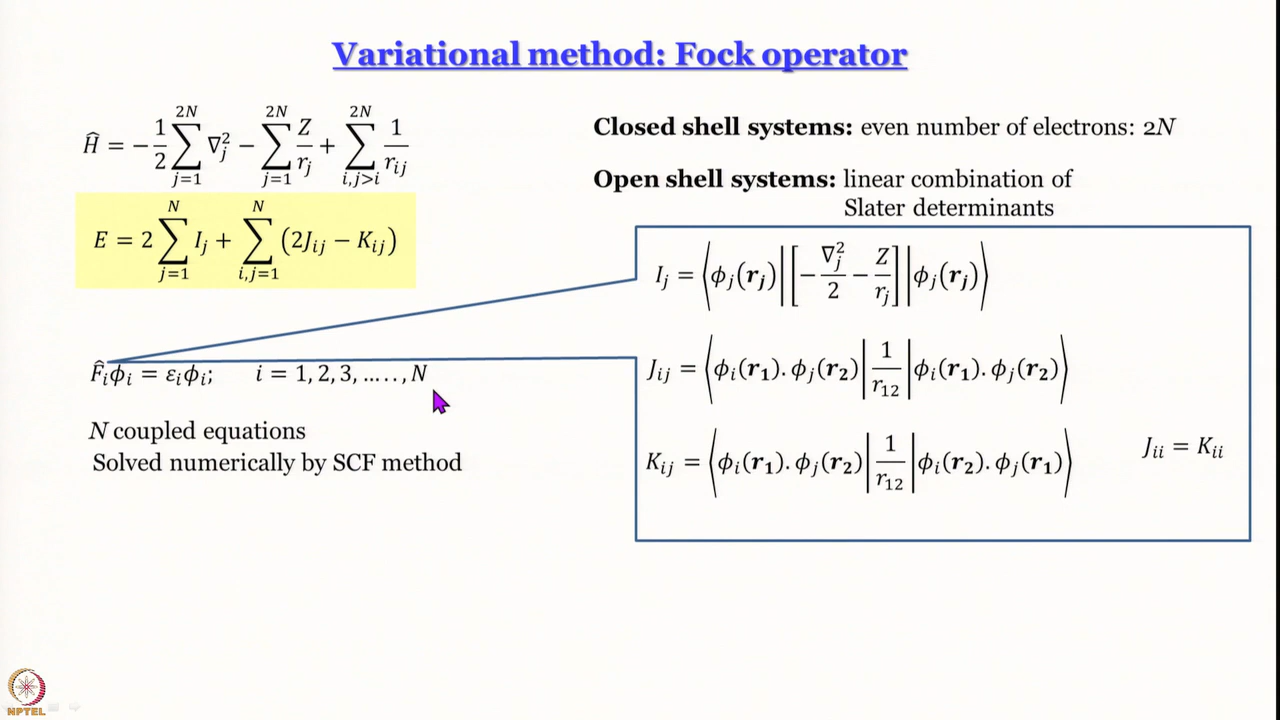 Variational method: Fock operator
Ĥ = −(1/2) ∑_{j=1}^{2N} ∇_j^2 − ∑_{j=1}^{2N} Z/r_j + ∑_{i,j>i}^{2N} 1/r_{ij}
E = 2 ∑_{j=1}^{N} I_j + ∑_{i,j=1}^{N} (2J_{ij} − K_{ij})
F̂_iϕ_i = ε_iϕ_i; i = 1, 2, 3, ....., N
N coupled equations
Solved numerically by SCF method
Closed shell systems: even number of electrons: 2N
Open shell systems: linear combination of
Slater determinants
I_j = ⟨ϕ_j(r_j)|[−∇_j^2/2 − Z/r_j]|ϕ_j(r_j)⟩
J_{ij} = ⟨ϕ_i(r_1).ϕ_j(r_2)|1/r_{12}|ϕ_i(r_1).ϕ_j(r_2)⟩
K_{ij} = ⟨ϕ_i(r_1).ϕ_j(r_2)|1/r_{12}|ϕ_i(r_2).ϕ_j(r_1)⟩
J_{ii} = K_{ii}
NPTEL